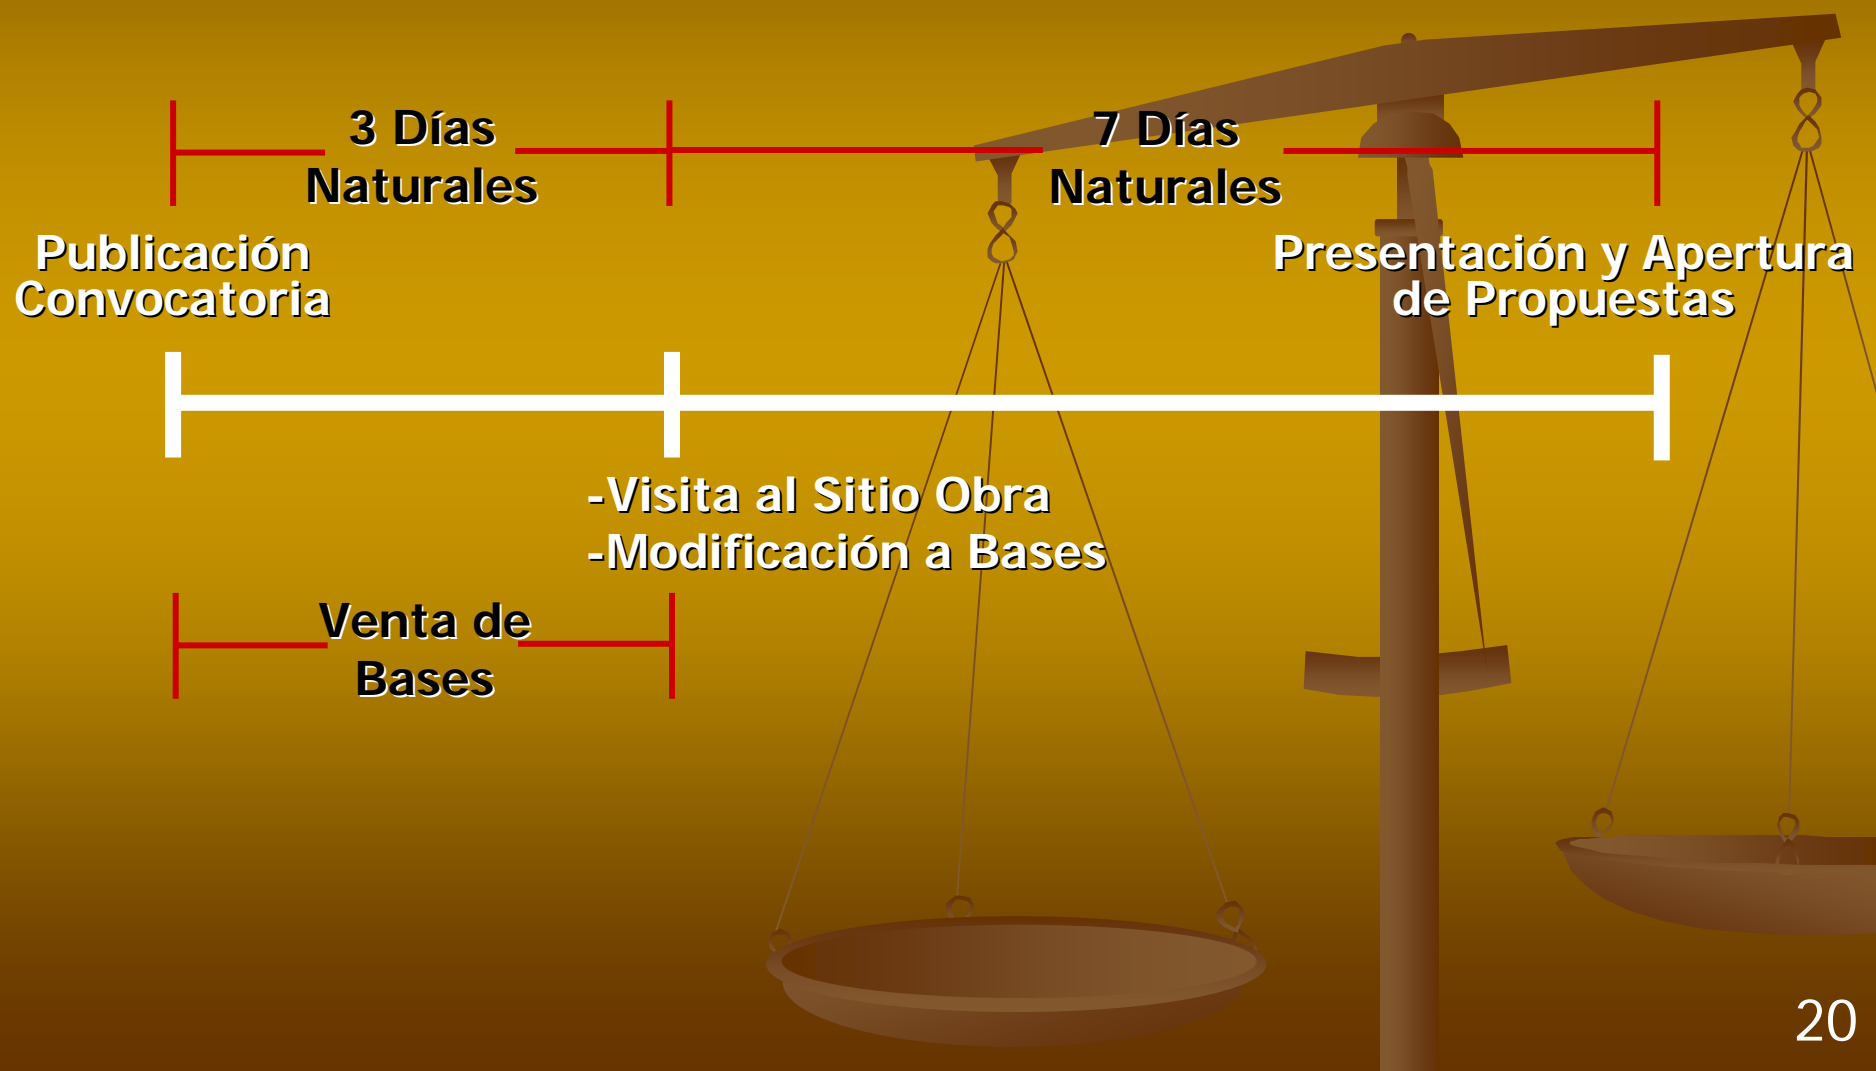 3 Días
Naturales
7 Días
Naturales
Publicación
Convocatoria
Presentación y Apertura
de Propuestas
-Visita al Sitio Obra
-Modificación a Bases
Venta de
Bases
20